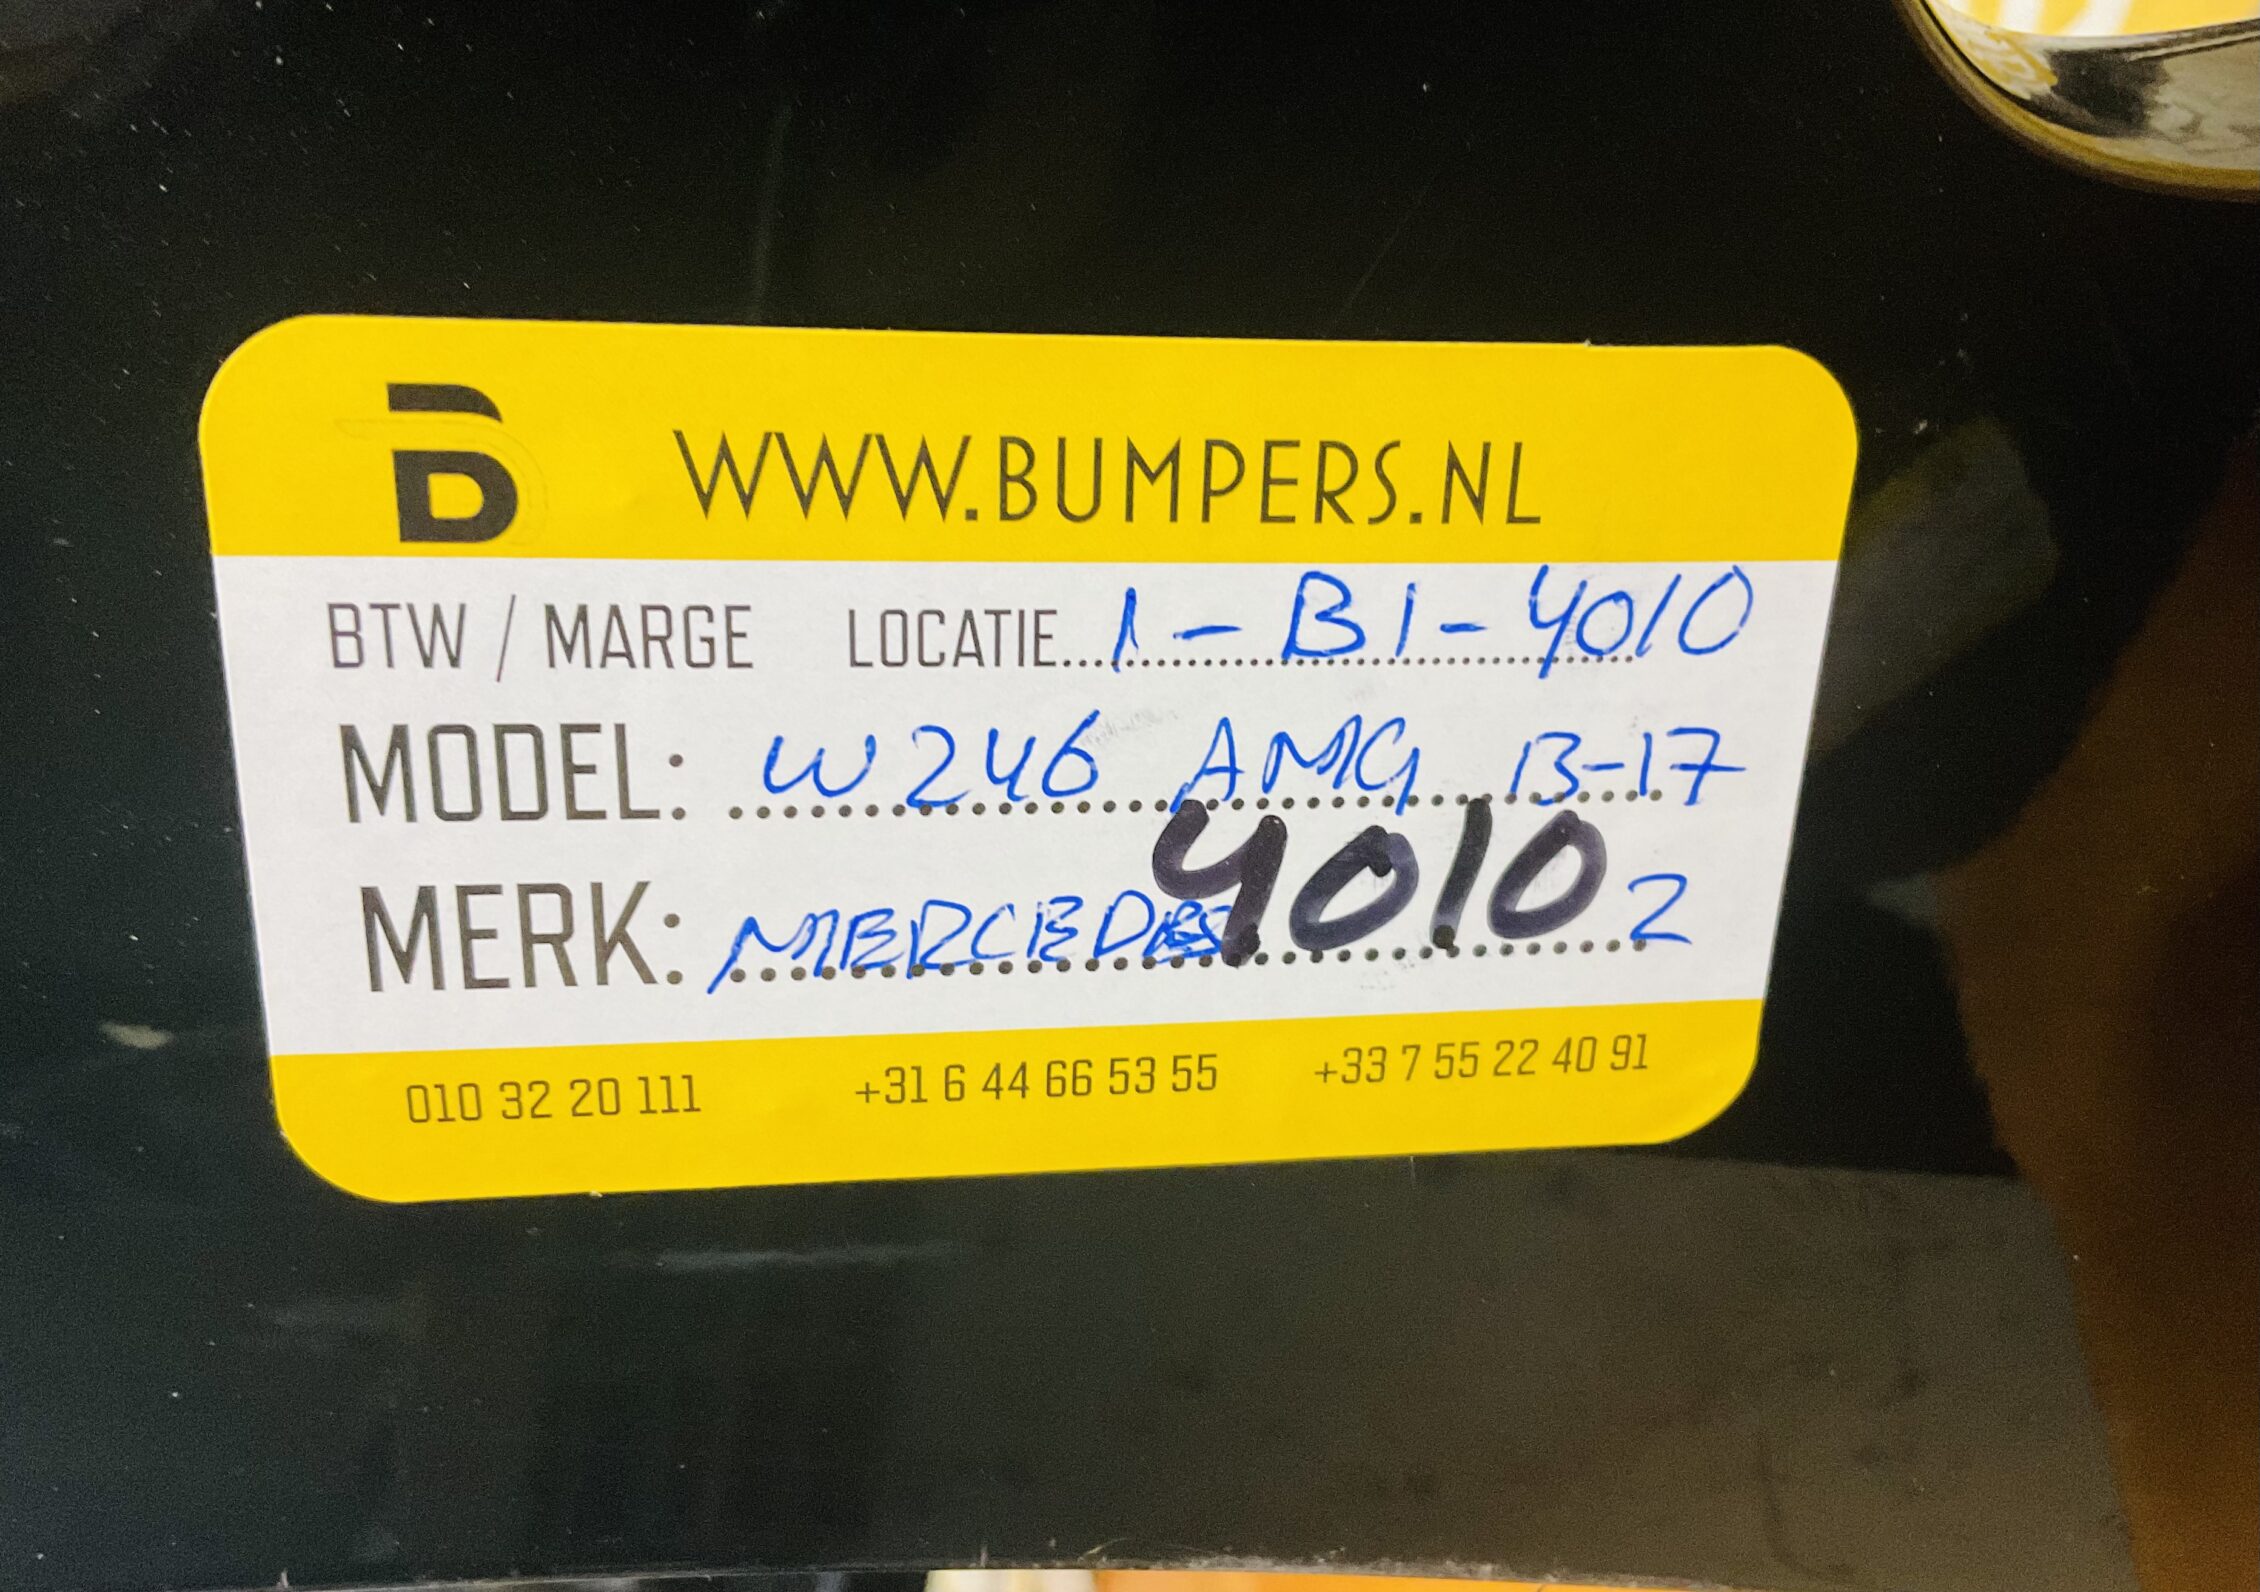 WWW.BUMPERS.NL
BTW / MARGE LOCATIE 1-B1-4010
MODEL: W246 AMG 13-17
MERK: MERCEDES 4010 2
010 32 20 111 +31 6 44 66 53 55 +33 7 55 22 40 91